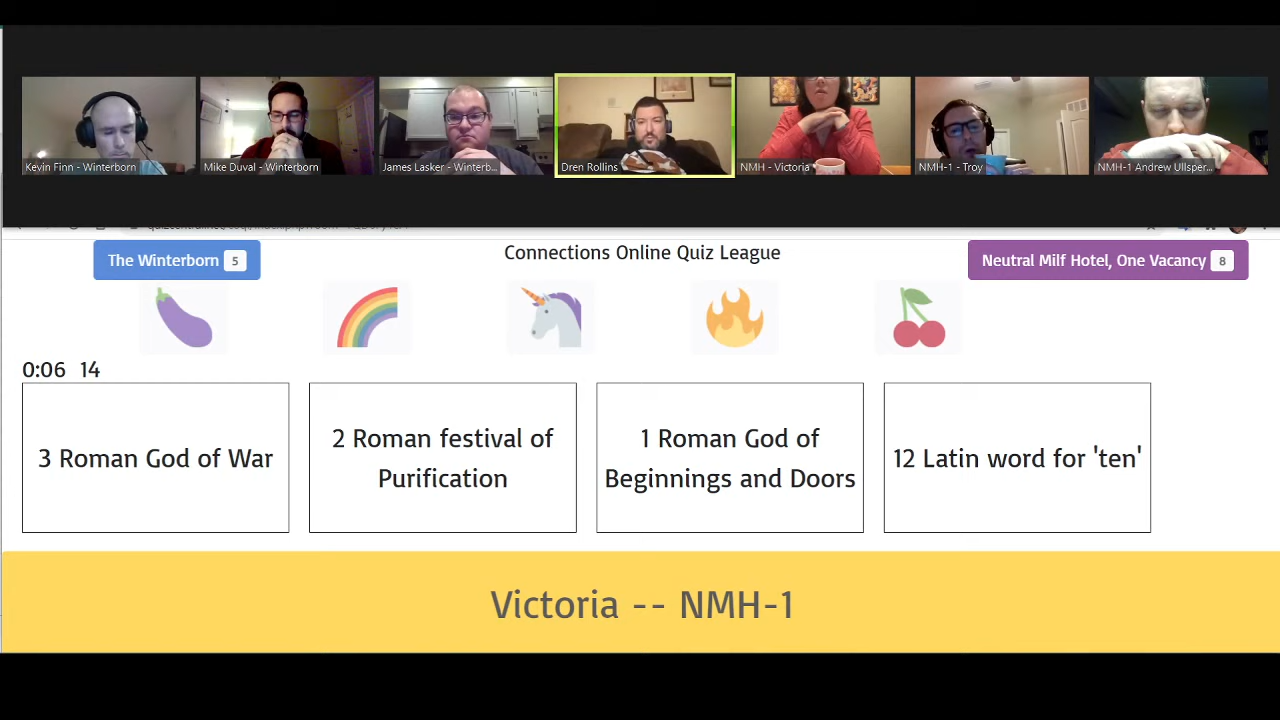 Kevin Finn - Winterborn
Mike Duval - Winterborn
James Lasker - Winterb...
Dren Rollins
NMH - Victoria
NMH-1 - Troy
NMH-1 Andrew Ullsper...
The Winterborn 5
Connections Online Quiz League
Neutral Milf Hotel, One Vacancy 8
0:06 14
3 Roman God of War
2 Roman festival of
Purification
1 Roman God of
Beginnings and Doors
12 Latin word for 'ten'
Victoria -- NMH-1